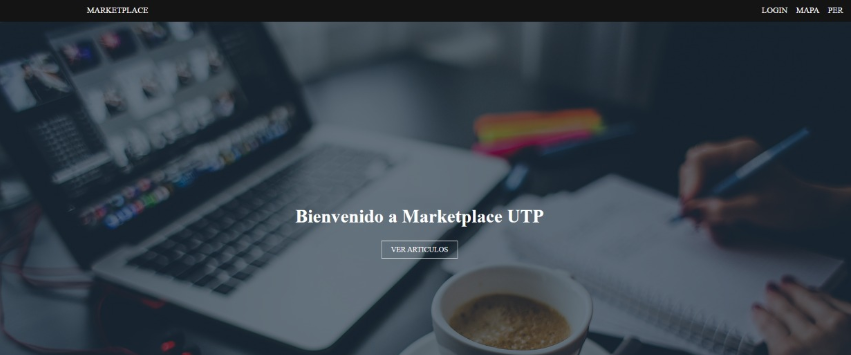 MARKETPLACE
LOGIN MAPA PER
Bienvenido a Marketplace UTP
VER ARTICULOS